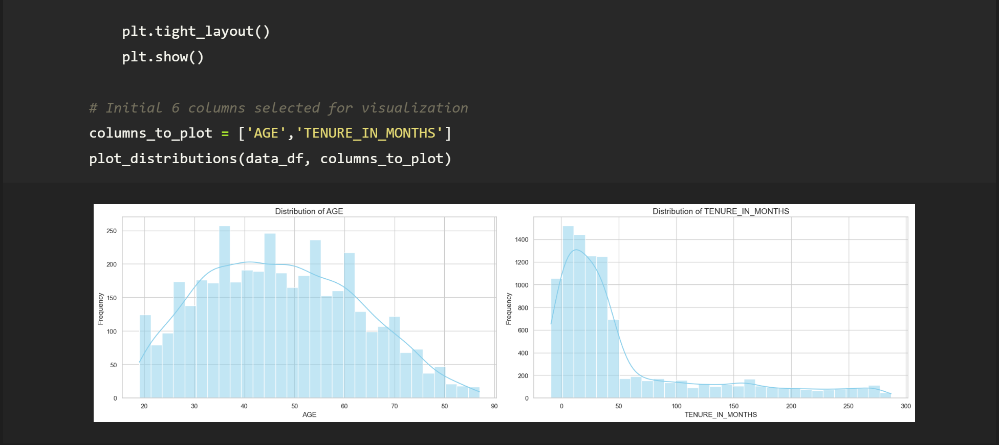 plt.tight_layout()
plt.show()
# Initial 6 columns selected for visualization
columns_to_plot = ['AGE','TENURE_IN_MONTHS']
plot_distributions(data_df, columns_to_plot)
Distribution of AGE
250
200
150
100
50
0
Frequency
20 30 40 50 60 70 80 90
AGE
Distribution of TENURE_IN_MONTHS
1400
1200
1000
800
600
400
200
0
Frequency
0 50 100 150 200 250 300
TENURE_IN_MONTHS